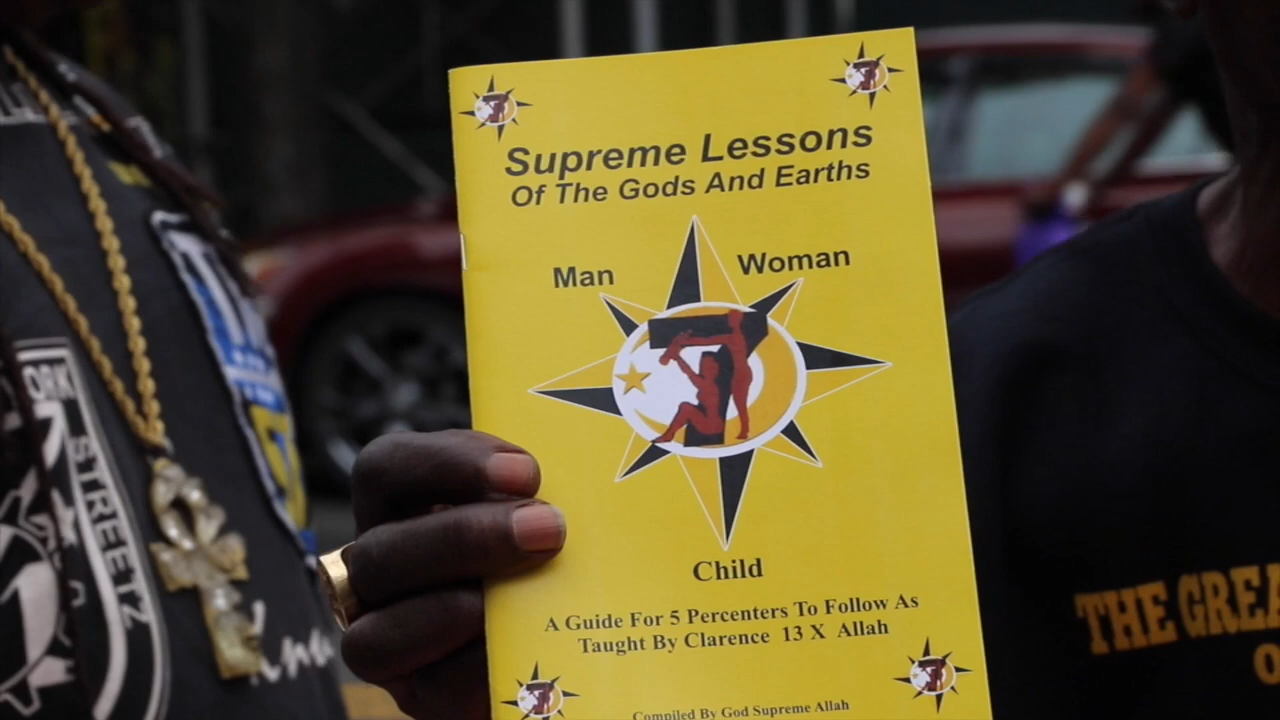 Supreme Lessons
Of The Gods And Earths
Man
Woman
7
Child
A Guide For 5 Percenters To Follow As
Taught By Clarence 13 X Allah
Compiled By God Supreme Allah
STREETZ
THE GREA